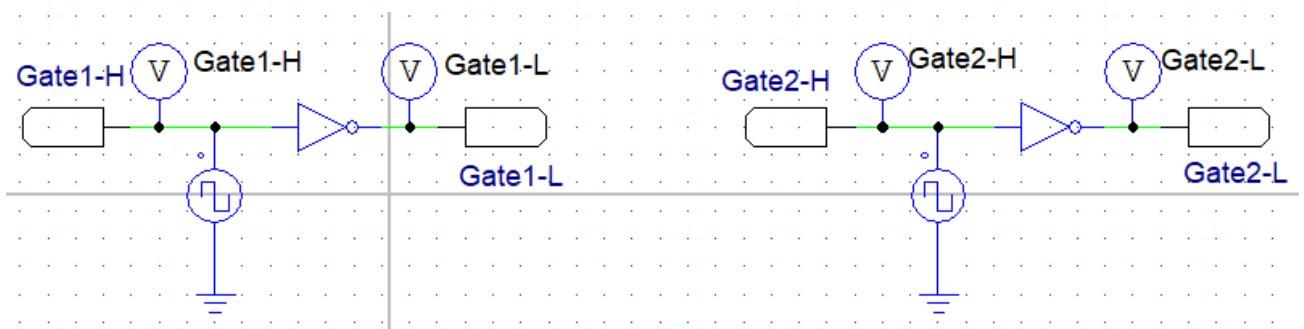 Gate1-H
V
Gate1-H
V
Gate1-L
Gate1-L
Gate2-H
V
Gate2-H
V
Gate2-L
Gate2-L